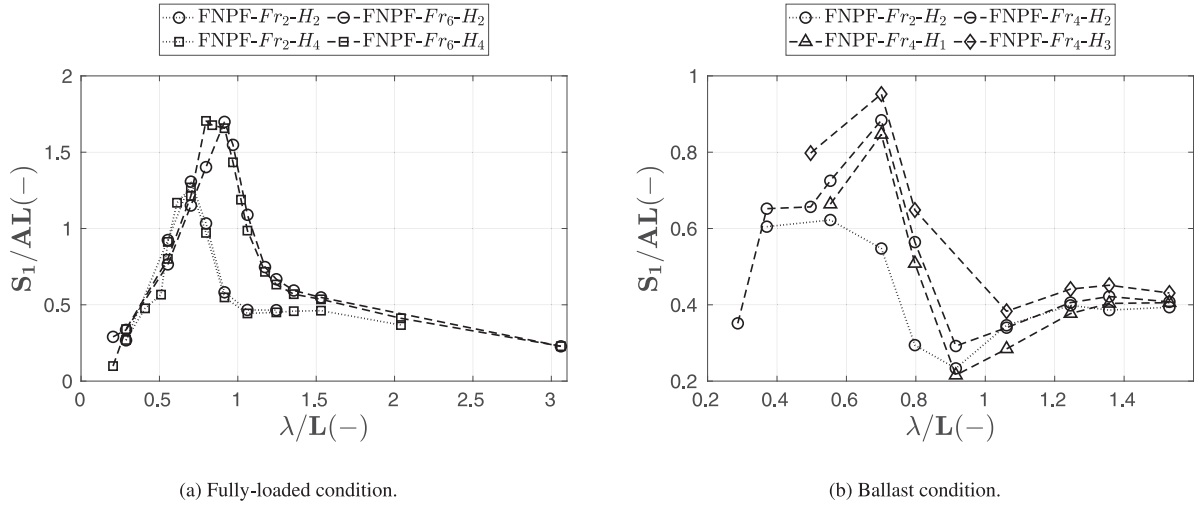 FNPF-Fr₂-H₂ FNPF-Fr₆-H₂
FNPF-Fr₂-H₄ FNPF-Fr₆-H₄
2
1.5
1
0.5
0
S₁/AL(−)
0 0.5 1 1.5 2 2.5 3
λ/L(−)
(a) Fully-loaded condition.
FNPF-Fr₂-H₂ FNPF-Fr₄-H₂
FNPF-Fr₄-H₁ FNPF-Fr₄-H₃
1
0.8
0.6
0.4
0.2
S₁/AL(−)
0.2 0.4 0.6 0.8 1 1.2 1.4
λ/L(−)
(b) Ballast condition.